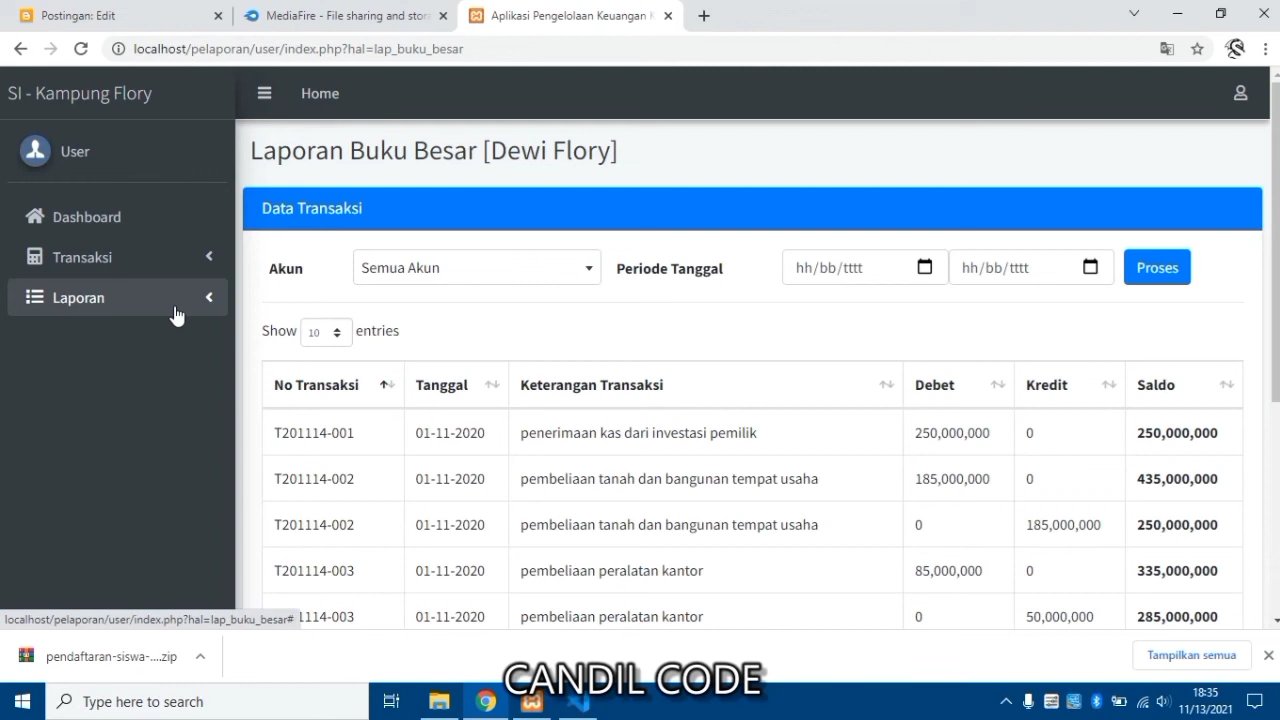 Postingan: Edit
MediaFire - File sharing and stora
Aplikasi Pengelolaan Keuangan K
localhost/pelaporan/user/index.php?hal=lap_buku_besar
SI - Kampung Flory
Home
User
Dashboard
Transaksi
Laporan
Laporan Buku Besar [Dewi Flory]
Data Transaksi
Akun
Semua Akun
Periode Tanggal
hh/bb/tttt
hh/bb/tttt
Proses
Show 10 entries
No Transaksi Tanggal Keterangan Transaksi Debet Kredit Saldo
T201114-001 01-11-2020 penerimaan kas dari investasi pemilik 250,000,000 0 250,000,000
T201114-002 01-11-2020 pembeliaan tanah dan bangunan tempat usaha 185,000,000 0 435,000,000
T201114-002 01-11-2020 pembeliaan tanah dan bangunan tempat usaha 0 185,000,000 250,000,000
T201114-003 01-11-2020 pembeliaan peralatan kantor 85,000,000 0 335,000,000
1114-003 01-11-2020 pembeliaan peralatan kantor 0 50,000,000 285,000,000
localhost/pelaporan/user/index.php?hal=lap_buku_besar#
pendaftaran-siswa-....zip
Tampilkan semua
CANDIL CODE
Type here to search
18:35
11/13/2021